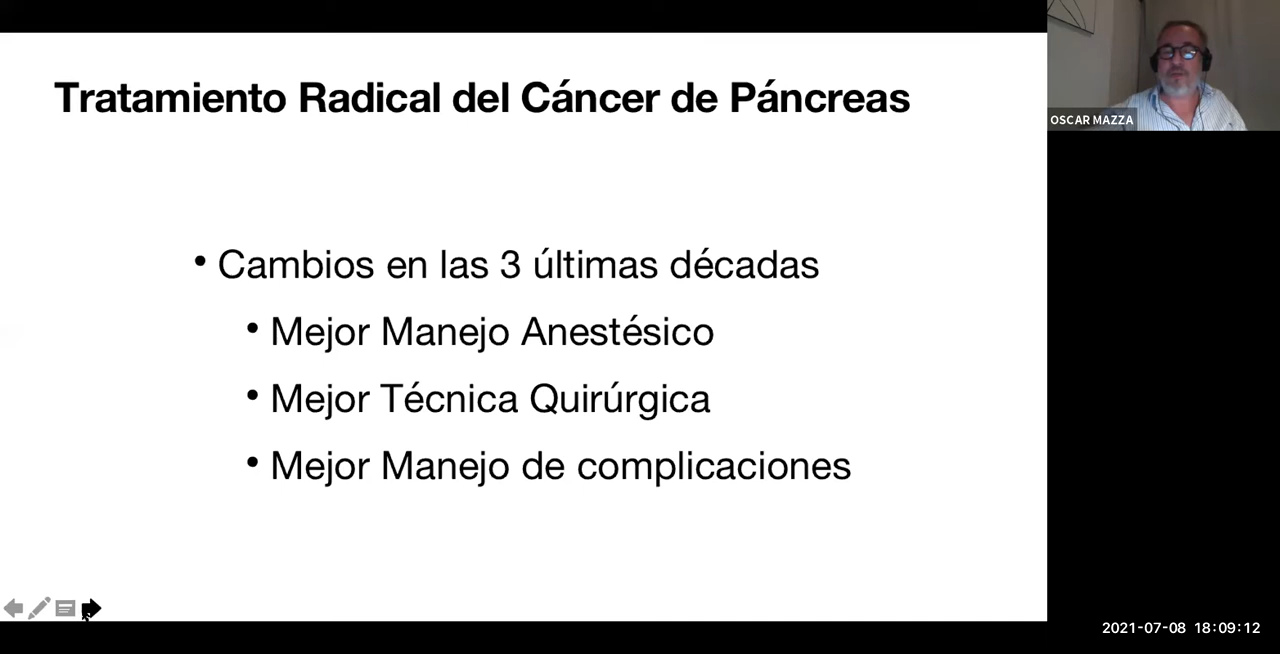 Tratamiento Radical del Cáncer de Páncreas
• Cambios en las 3 últimas décadas
• Mejor Manejo Anestésico
• Mejor Técnica Quirúrgica
• Mejor Manejo de complicaciones
OSCAR MAZZA
2021-07-08 18:09:12